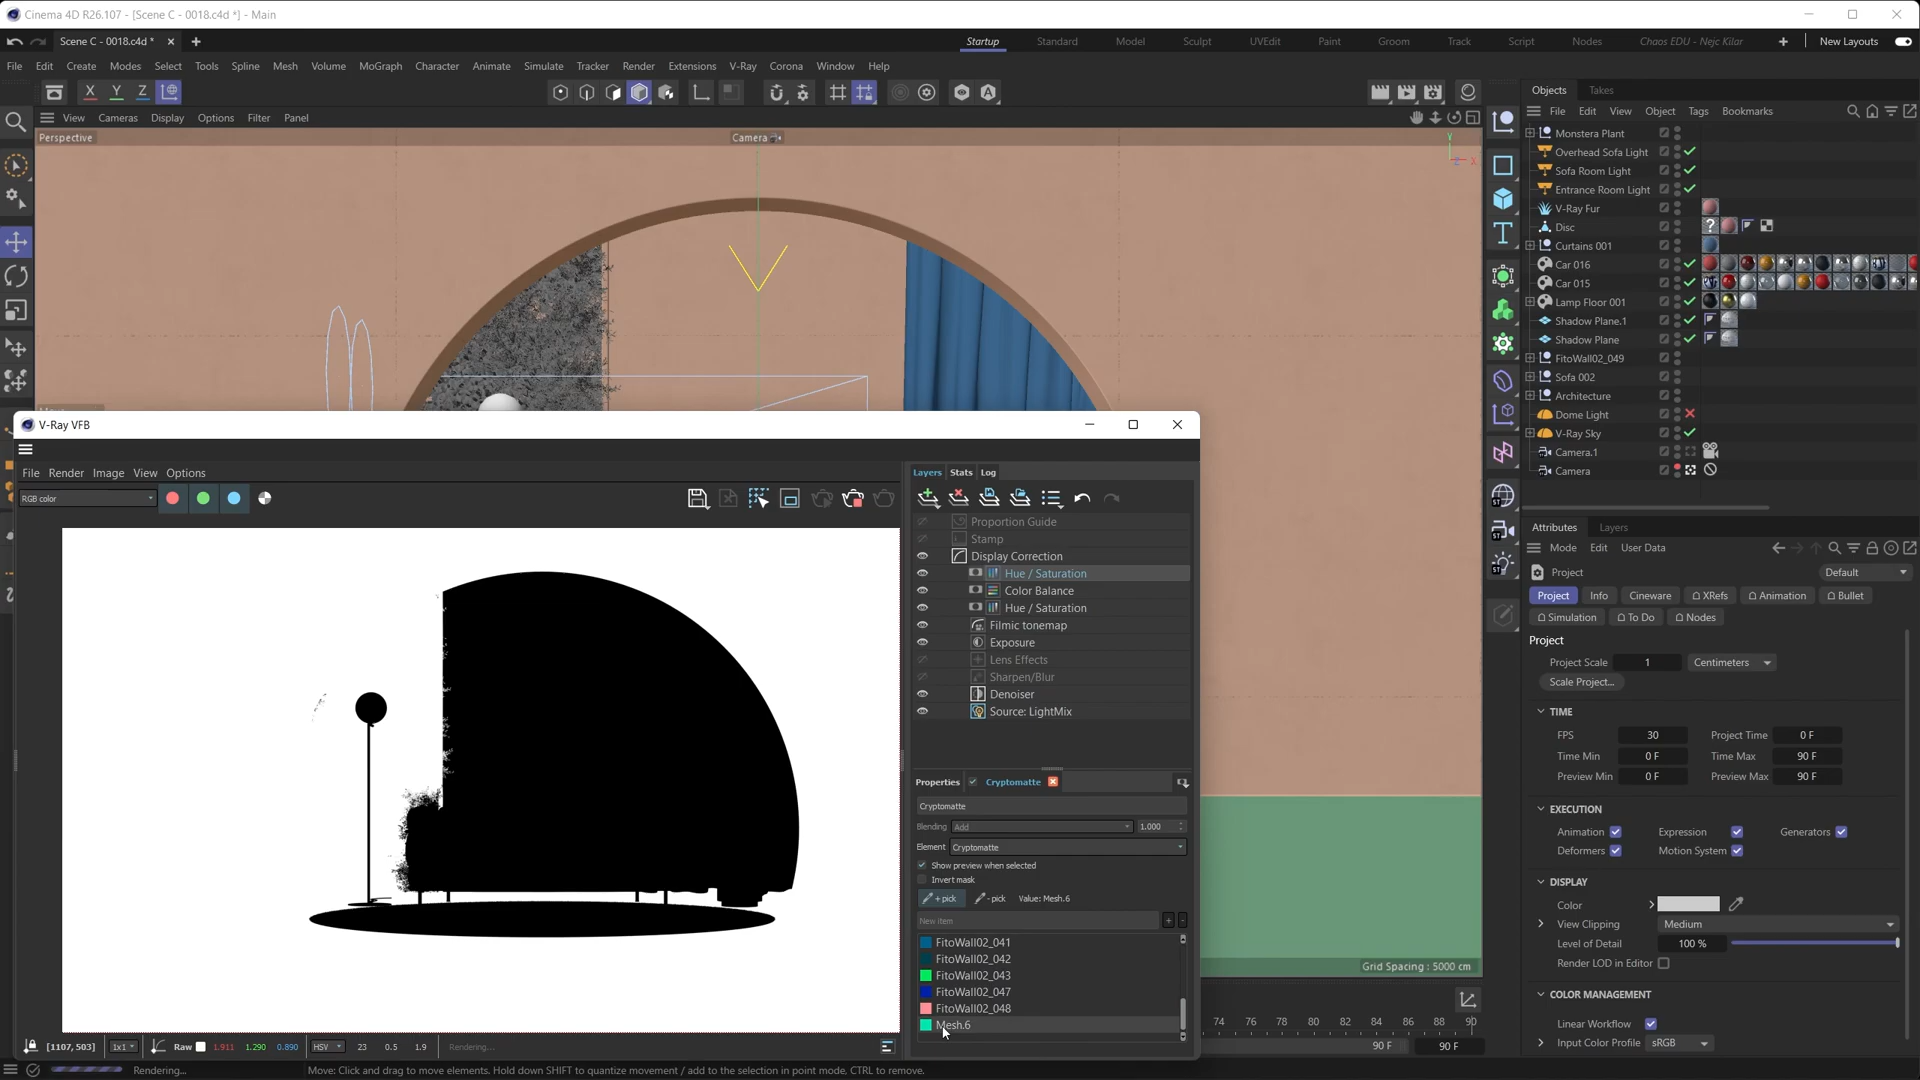 Cinema 4D R26.107 - [Scene C - 0018.c4d *] - Main
Scene C - 0018.c4d *
Startup Standard Model Sculpt UVEdit Paint Groom Track Script Nodes Chaos EDU - Nejc Kilar New Layouts
File Edit Create Modes Select Tools Spline Mesh Volume MoGraph Character Animate Simulate Tracker Render Extensions V-Ray Corona Window Help
X Y Z
View Cameras Display Options Filter Panel
Perspective
Camera
Y
X
Objects Takes
File Edit View Object Tags Bookmarks
Monstera Plant
Overhead Sofa Light
Sofa Room Light
Entrance Room Light
V-Ray Fur
Disc
Curtains 001
Car 016
Car 015
Lamp Floor 001
Shadow Plane.1
Shadow Plane
FitoWall02_049
Sofa 002
Architecture
Dome Light
V-Ray Sky
Camera.1
Camera
V-Ray VFB
File Render Image View Options
RGB color
Layers Stats Log
Proportion Guide
Stamp
Display Correction
Hue / Saturation
Color Balance
Hue / Saturation
Filmic tonemap
Exposure
Lens Effects
Sharpen/Blur
Denoiser
Source: LightMix
Properties Cryptomatte
Cryptomatte
Blending Add 1.000
Element Cryptomatte
Show preview when selected
Invert mask
+ pick - pick Value: Mesh.6
New item
FitoWall02_041
FitoWall02_042
FitoWall02_043
FitoWall02_047
FitoWall02_048
Mesh.6
[1107, 503] 1x1 Raw 1.911 1.290 0.890 HSV 23 0.5 1.9 Rendering...
Grid Spacing : 5000 cm
74 76 78 80 82 84 86 88 90
90 F 90 F
Rendering...
Move: Click and drag to move elements. Hold down SHIFT to quantize movement / add to the selection in point mode, CTRL to remove.
Attributes Layers
Mode Edit User Data
Project Default
Project Info Cineware XRefs Animation Bullet
Simulation To Do Nodes
Project
Project Scale 1 Centimeters
Scale Project...
TIME
FPS 30 Project Time 0 F
Time Min 0 F Time Max 90 F
Preview Min 0 F Preview Max 90 F
EXECUTION
Animation Expression Generators
Deformers Motion System
DISPLAY
Color
View Clipping Medium
Level of Detail 100 %
Render LOD in Editor
COLOR MANAGEMENT
Linear Workflow
Input Color Profile sRGB